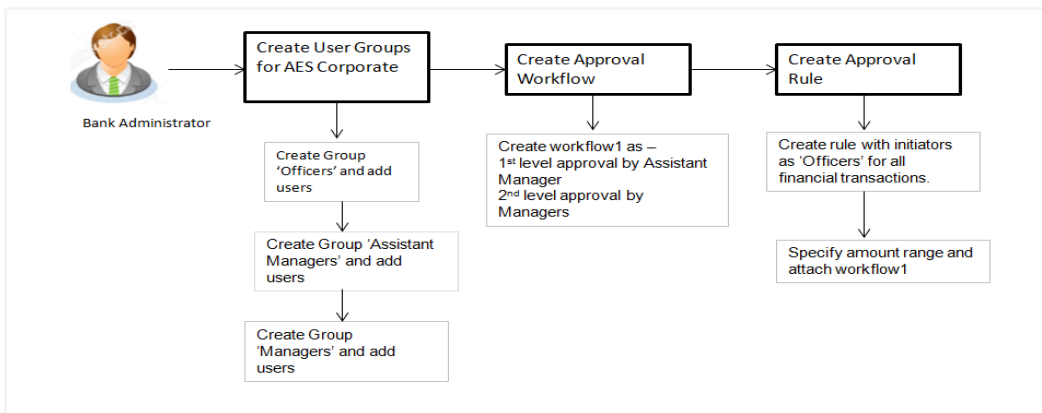 Bank Administrator
Create User Groups
for AES Corporate
Create Group
‘Officers’ and add
users
Create Group ‘Assistant
Managers’ and add
users
Create Group
‘Managers’ and add
users
Create Approval
Workflow
Create workflow1 as –
1st level approval by Assistant
Manager
2nd level approval by
Managers
Create Approval
Rule
Create rule with initiators
as ‘Officers’ for all
financial transactions.
Specify amount range and
attach workflow1